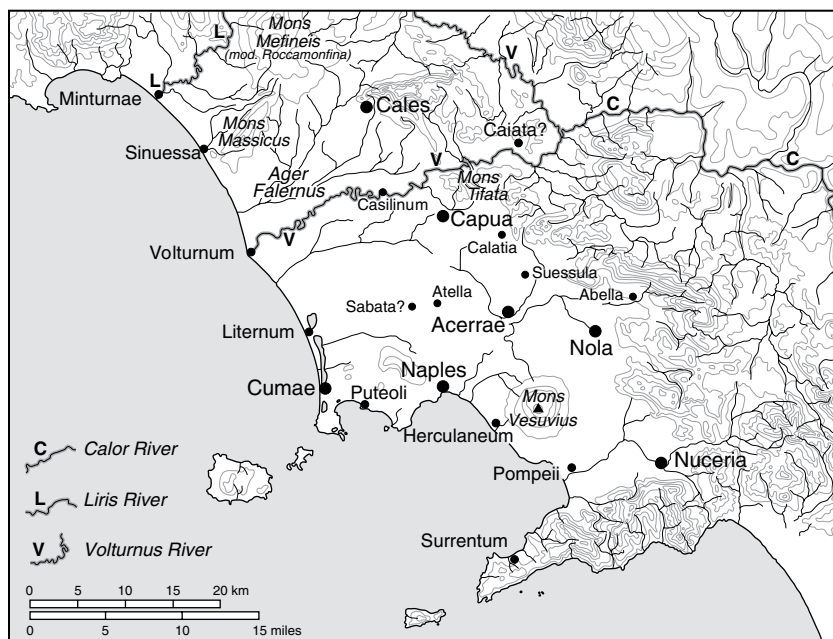 Mons
Mefineis
(mod. Roccamonfina)
L
V
L
Minturnae
Cales
C
Mons
Massicus
Caiata?
Sinuessa
V
C
Ager
Falernus
Mons
Tifata
Casilinum
Capua
V
Calatia
Volturnum
Suessula
Abella
Sabata?
Atella
Acerrae
Liternum
Nola
Naples
Cumae
Puteoli
Mons
Vesuvius
Herculaneum
C
Calor River
Nuceria
Pompeii
L
Liris River
V
Volturnus River
Surrentum
0 5 10 15 20 km
0 5 10 15 miles